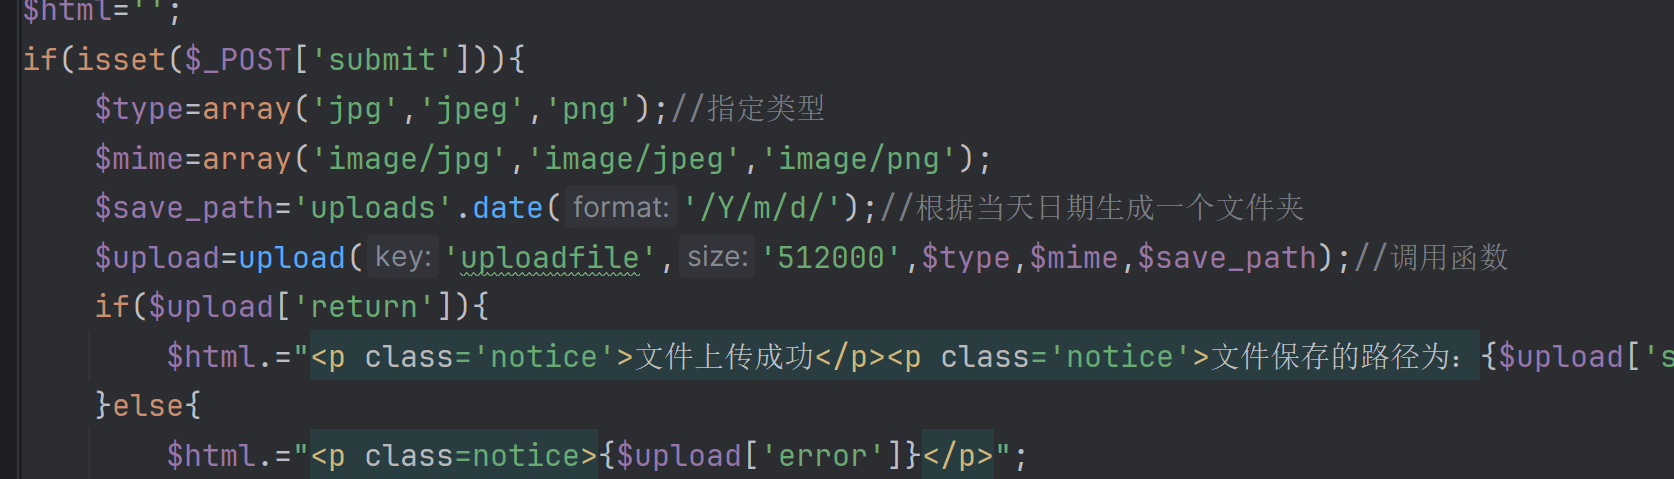 $html='';
if(isset($_POST['submit'])){
    $type=array('jpg','jpeg','png');//指定类型
    $mime=array('image/jpg','image/jpeg','image/png');
    $save_path='uploads'.date( format: '/Y/m/d/');//根据当天日期生成一个文件夹
    $upload=upload( key: 'uploadfile', size: '512000',$type,$mime,$save_path);//调用函数
    if($upload['return']){
        $html.="<p class='notice'>文件上传成功</p><p class='notice'>文件保存的路径为：{$upload['s
    }else{
        $html.="<p class=notice>{$upload['error']}</p>";